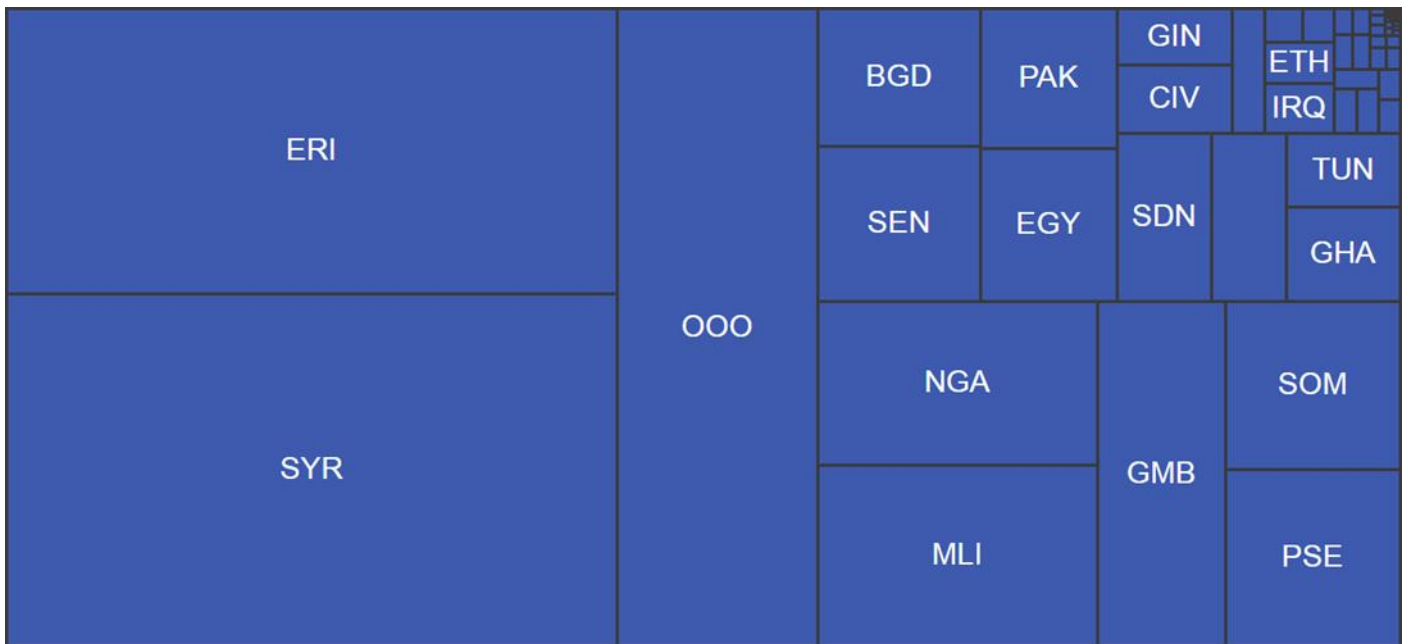 ERI
SYR
OOO
BGD
PAK
SEN
EGY
GIN
CIV
ETH
IRQ
SDN
TUN
GHA
NGA
MLI
GMB
SOM
PSE